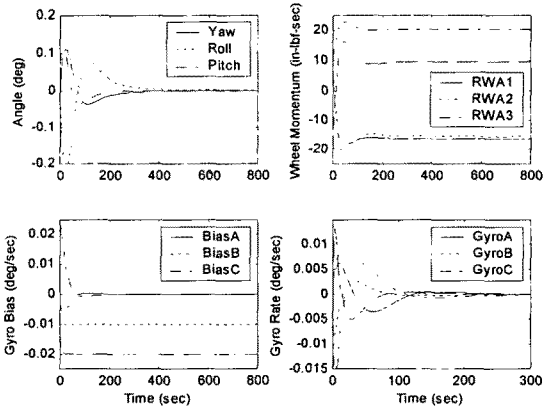 Angle (deg)
0.2
0.1
0
-0.1
-0.2
Yaw
Roll
Pitch
0 200 400 600 800
Wheel Momentum (in-lbf-sec)
20
10
0
-10
-20
RWA1
RWA2
RWA3
0 200 400 600 800
Gyro Bias (deg/sec)
0.02
0.01
0
-0.01
-0.02
BiasA
BiasB
BiasC
0 200 400 600 800
Time (sec)
Gyro Rate (deg/sec)
0.01
0.005
0
-0.005
-0.01
-0.015
GyroA
GyroB
GyroC
0 100 200 300
Time (sec)